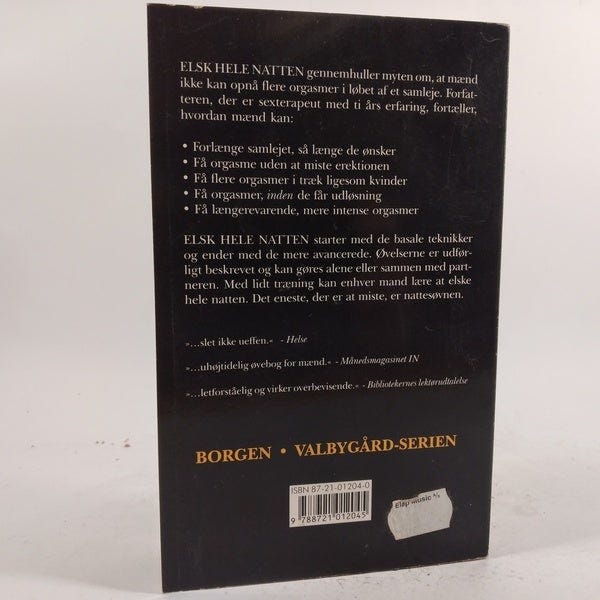 ELSK HELE NATTEN gennemhuller myten om, at mænd
ikke kan opnå flere orgasmer i løbet af et samleje. Forfat-
teren, der er sexterapeut med ti års erfaring, fortæller,
hvordan mænd kan:
• Forlænge samlejet, så længe de ønsker
• Få orgasme uden at miste erektionen
• Få flere orgasmer i træk ligesom kvinder
• Få orgasmer, inden de får udløsning
• Få længerevarende, mere intense orgasmer
ELSK HELE NATTEN starter med de basale teknikker
og ender med de mere avancerede. Øvelserne er udfør-
ligt beskrevet og kan gøres alene eller sammen med part-
neren. Med lidt træning kan enhver mand lære at elske
hele natten. Det eneste, der er at miste, er nattesøvnen.
»...slet ikke ueffen.« - Helse
»...uhøjtidelig øvebog for mænd.« - Månedsmagasinet IN
»...letforståelig og virker overbevisende.« - Bibliotekernes lektørudtalelse
BORGEN • VALBYGÅRD-SERIEN
ISBN 87-21-01204-0
9 788721 012045
Elap Music